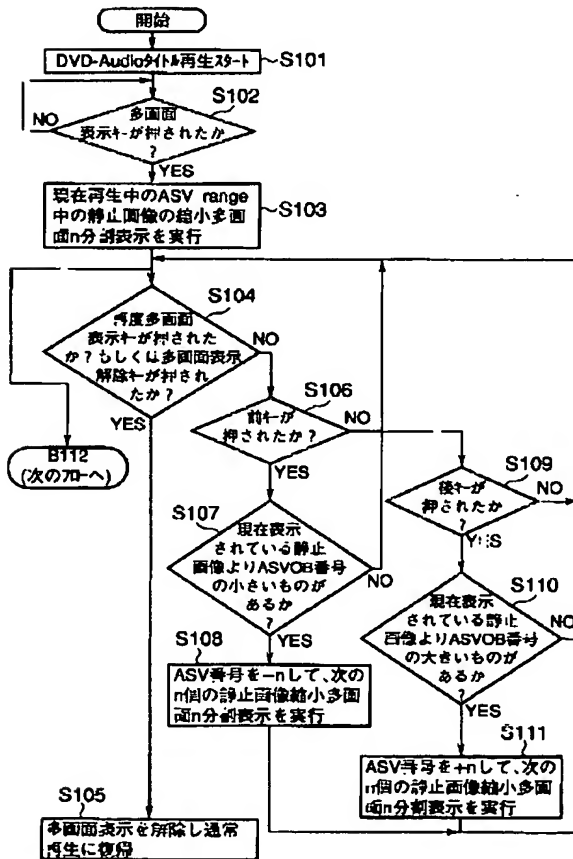 開始
DVD-Audioタイトル再生スタート
S101
S102
多画面
表示キーが押されたか
?
NO
YES
現在再生中のASV range
中の静止画像の縮小多画
面n分割表示を実行
S103
S104
再度多画面
表示キーが押された
か?もしくは多画面表示
解除キーが押され
たか?
NO
YES
S106
前キーが
押されたか?
NO
YES
B112
(次のフローへ)
S109
後キーが
押されたか
?
NO
YES
S107
現在表示
されている静止
画像よりASVOB番号
の小さいものが
あるか
?
NO
YES
S110
現在表示
されている静止
画像よりASVOB番号
の大きいものが
あるか
?
NO
YES
S108
ASV番号を-nして、次の
n個の静止画像縮小多画
面n分割表示を実行
S111
ASV番号を+nして、次の
n個の静止画像縮小多画
面n分割表示を実行
S105
多画面表示を解除し通常
再生に復帰